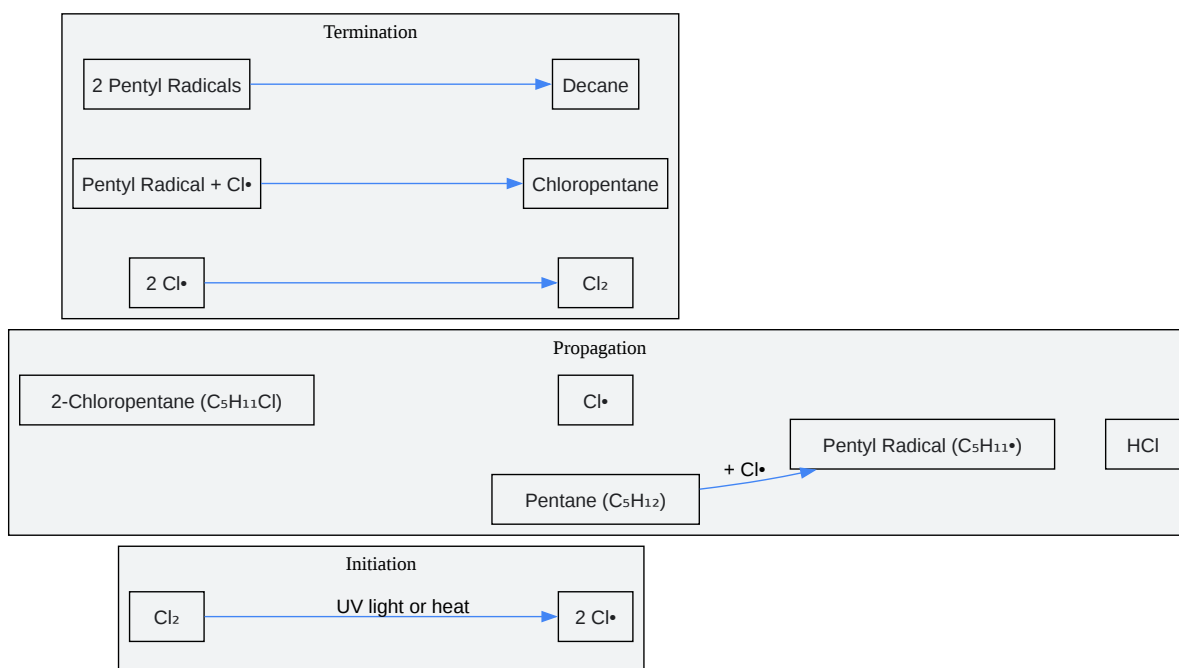 Termination
2 Pentyl Radicals
Decane
Pentyl Radical + Cl•
Chloropentane
2 Cl•
Cl₂
Propagation
2-Chloropentane (C₅H₁₁Cl)
Cl•
Pentyl Radical (C₅H₁₁•)
HCl
+ Cl•
Pentane (C₅H₁₂)
Initiation
Cl₂
UV light or heat
2 Cl•